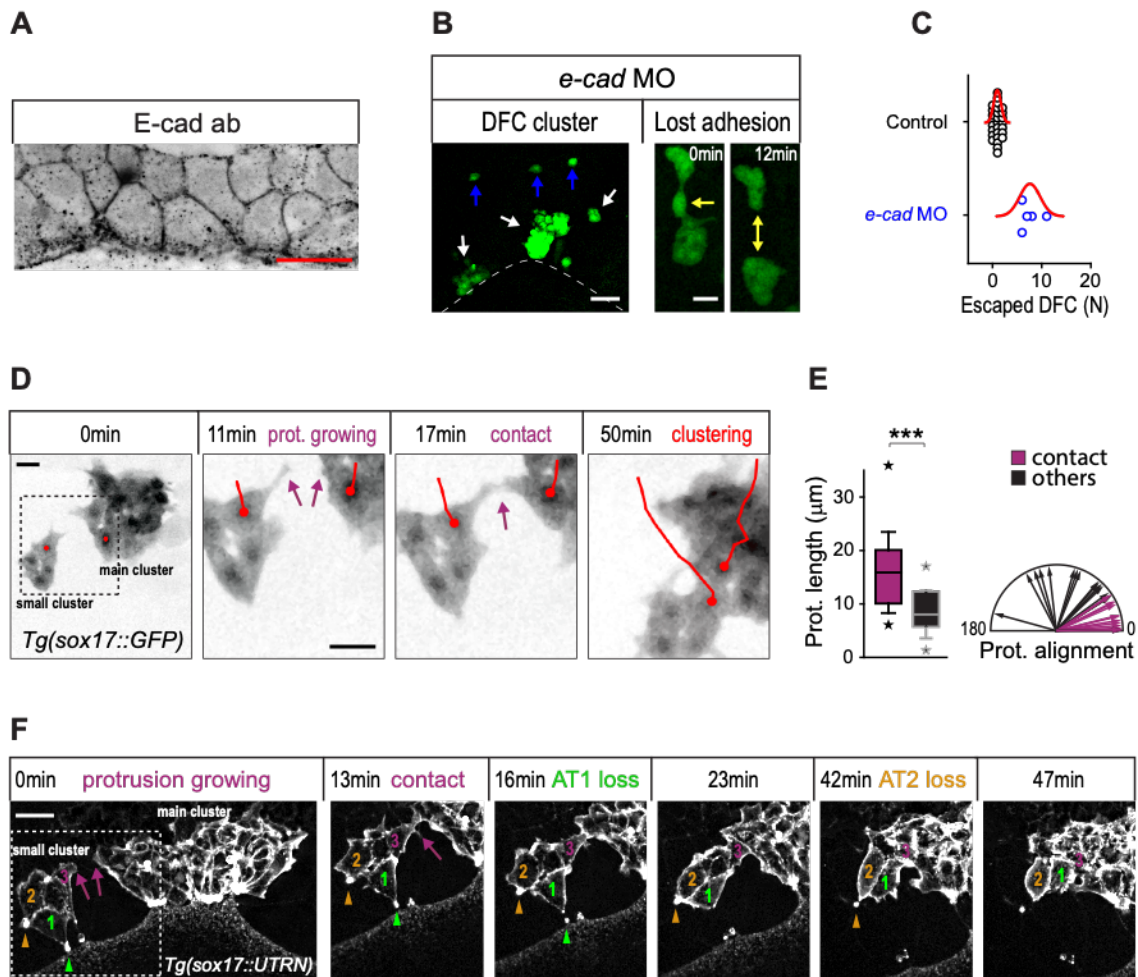 A
E-cad ab
B
e-cad MO
DFC cluster
Lost adhesion
0min
12min
C
Control
e-cad MO
0 10 20
Escaped DFC (N)
D
0min
11min prot. growing
17min contact
50min clustering
main cluster
small cluster
Tg(sox17::GFP)
E
***
contact
others
Prot. length (μm)
30
20
10
0
180
0
Prot. alignment
F
0min protrusion growing
13min contact
16min AT1 loss
23min
42min AT2 loss
47min
main cluster
small cluster
3
2
1
3
2
1
3
2
1
3
2
1
3
2
1
3
2
1
Tg(sox17::UTRN)